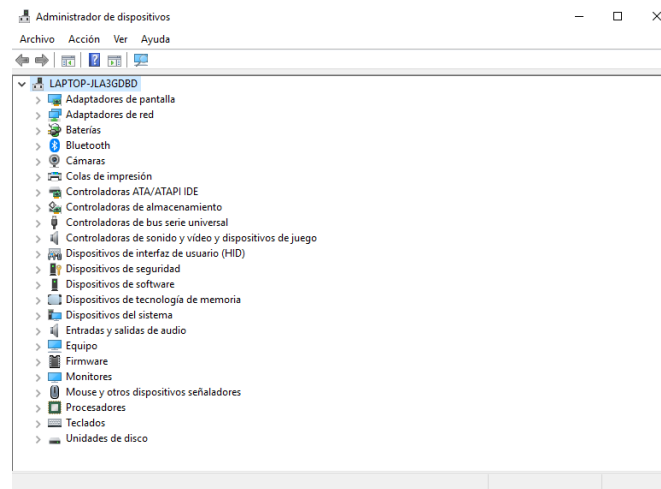 Administrador de dispositivos
Archivo Acción Ver Ayuda
LAPTOP-JLA3GDBD
Adaptadores de pantalla
Adaptadores de red
Baterías
Bluetooth
Cámaras
Colas de impresión
Controladoras ATA/ATAPI IDE
Controladoras de almacenamiento
Controladoras de bus serie universal
Controladoras de sonido y vídeo y dispositivos de juego
Dispositivos de interfaz de usuario (HID)
Dispositivos de seguridad
Dispositivos de software
Dispositivos de tecnología de memoria
Dispositivos del sistema
Entradas y salidas de audio
Equipo
Firmware
Monitores
Mouse y otros dispositivos señaladores
Procesadores
Teclados
Unidades de disco